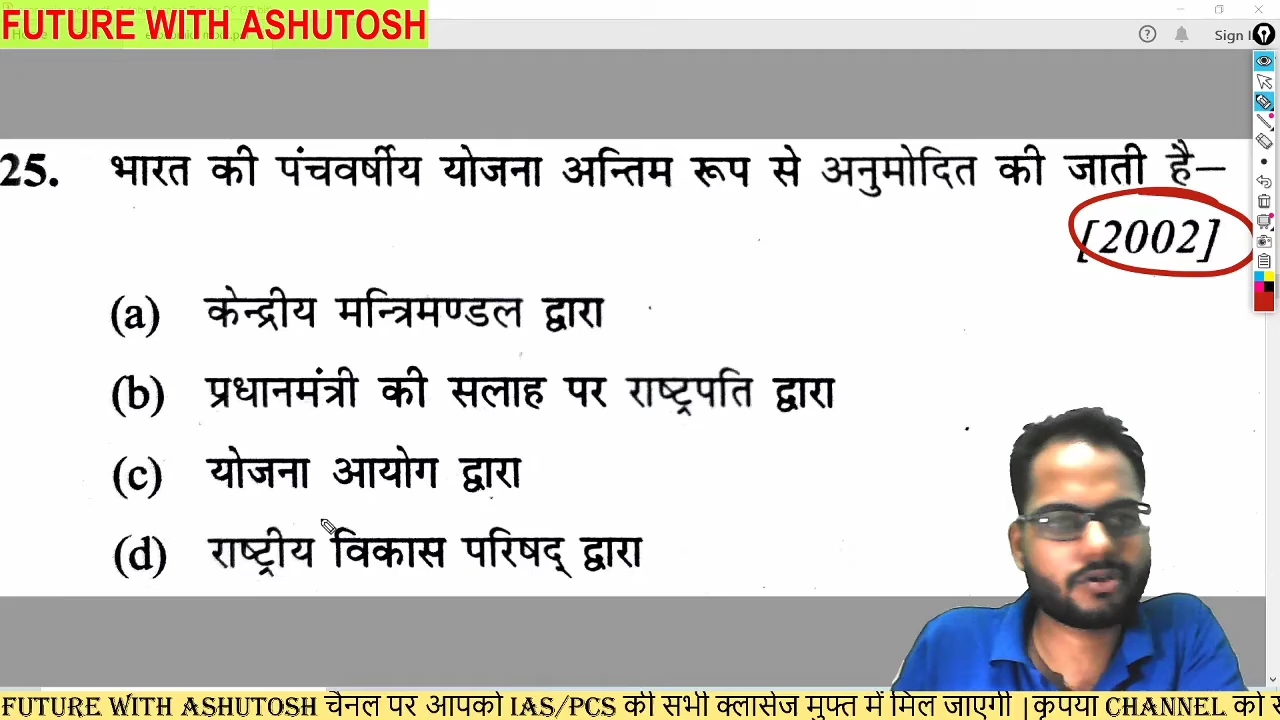 FUTURE WITH ASHUTOSH
Sign I
25. भारत की पंचवर्षीय योजना अन्तिम रूप से अनुमोदित की जाती है—
[2002]
(a) केन्द्रीय मन्त्रिमण्डल द्वारा
(b) प्रधानमंत्री की सलाह पर राष्ट्रपति द्वारा
(c) योजना आयोग द्वारा
(d) राष्ट्रीय विकास परिषद् द्वारा
FUTURE WITH ASHUTOSH चैनल पर आपको IAS/PCS की सभी क्लासेज मुफ्त में मिल जाएगी | कृपया CHANNEL को